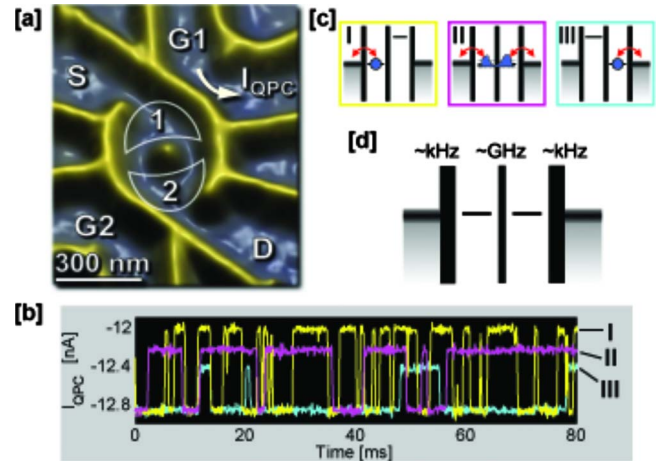 [a]
G1
S
I_QPC
1
2
G2
D
300 nm
[c]
I
II
III
[d]
~kHz ~GHz ~kHz
[b]
I_QPC [nA]
-12
-12.4
-12.8
I
II
III
0 20 40 60 80
Time [ms]